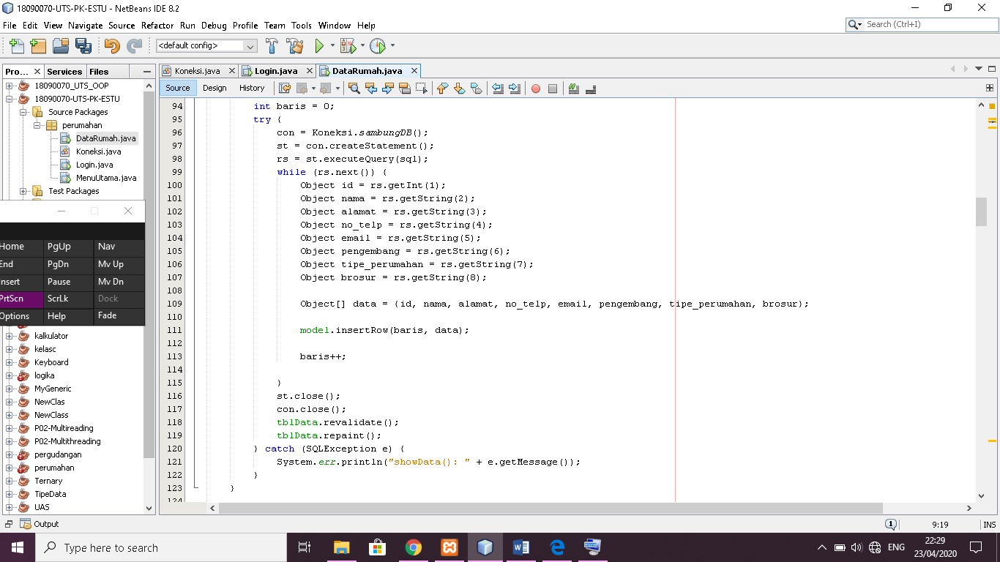 18090070-UTS-PK-ESTU - NetBeans IDE 8.2
File Edit View Navigate Source Refactor Run Debug Profile Team Tools Window Help
Search (Ctrl+I)
<default config>
Pro... Services Files
Koneksi.java Login.java DataRumah.java
Source Design History
18090070_UTS_OOP
18090070-UTS-PK-ESTU
Source Packages
perumahan
DataRumah.java
Koneksi.java
Login.java
MenuUtama.java
Test Packages
Home PgUp Nav
End PgDn Mv Up
Insert Pause Mv Dn
PrtScn ScrLk Dock
Options Help Fade
kalkulator
kelasc
Keyboard
logika
MyGeneric
NewClas
NewClass
P02-Multireading
P02-Multithreading
pergudangan
perumahan
Ternary
TipeData
UAS
94 int baris = 0;
95 try {
96 con = Koneksi.sambungDB();
97 st = con.createStatement();
98 rs = st.executeQuery(sql);
99 while (rs.next()) {
100 Object id = rs.getInt(1);
101 Object nama = rs.getString(2);
102 Object alamat = rs.getString(3);
103 Object no_telp = rs.getString(4);
104 Object email = rs.getString(5);
105 Object pengembang = rs.getString(6);
106 Object tipe_perumahan = rs.getString(7);
107 Object brosur = rs.getString(8);
108
109 Object[] data = {id, nama, alamat, no_telp, email, pengembang, tipe_perumahan, brosur};
110
111 model.insertRow(baris, data);
112
113 baris++;
114
115 }
116 st.close();
117 con.close();
118 tblData.revalidate();
119 tblData.repaint();
120 } catch (SQLException e) {
121 System.err.println("showData(): " + e.getMessage());
122 }
123 }
124
Output
1 9:19 INS
Type here to search
ENG
22:29
23/04/2020